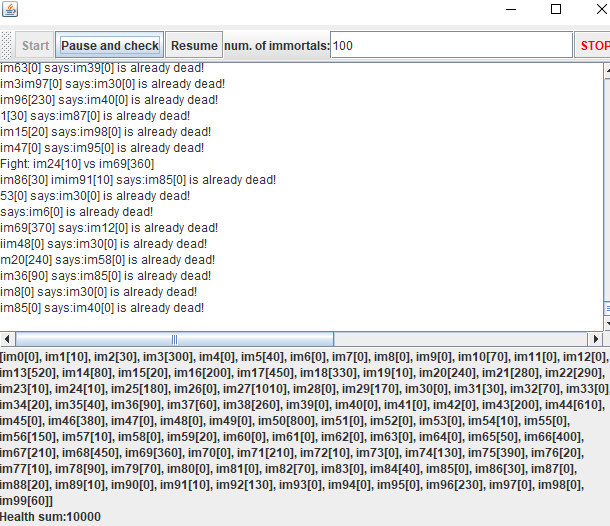 Start Pause and check Resume num. of immortals: 100 STOP
im63[0] says:im39[0] is already dead!
im3im97[0] says:im30[0] is already dead!
im96[230] says:im40[0] is already dead!
1[30] says:im87[0] is already dead!
im15[20] says:im98[0] is already dead!
im47[0] says:im95[0] is already dead!
Fight: im24[10] vs im69[360]
im86[30] imim91[10] says:im85[0] is already dead!
53[0] says:im30[0] is already dead!
says:im6[0] is already dead!
im69[370] says:im12[0] is already dead!
iim48[0] says:im30[0] is already dead!
m20[240] says:im58[0] is already dead!
im36[90] says:im85[0] is already dead!
im8[0] says:im30[0] is already dead!
im85[0] says:im40[0] is already dead!
[im0[0], im1[10], im2[30], im3[300], im4[0], im5[40], im6[0], im7[0], im8[0], im9[0], im10[70], im11[0], im12[0],
im13[520], im14[80], im15[20], im16[200], im17[450], im18[330], im19[10], im20[240], im21[280], im22[290],
im23[10], im24[10], im25[180], im26[0], im27[1010], im28[0], im29[170], im30[0], im31[30], im32[70], im33[0],
im34[20], im35[40], im36[90], im37[60], im38[260], im39[0], im40[0], im41[0], im42[0], im43[200], im44[610],
im45[0], im46[380], im47[0], im48[0], im49[0], im50[800], im51[0], im52[0], im53[0], im54[10], im55[0],
im56[150], im57[10], im58[0], im59[20], im60[0], im61[0], im62[0], im63[0], im64[0], im65[50], im66[400],
im67[210], im68[450], im69[360], im70[0], im71[210], im72[10], im73[0], im74[130], im75[390], im76[20],
im77[10], im78[90], im79[70], im80[0], im81[0], im82[70], im83[0], im84[40], im85[0], im86[30], im87[0],
im88[20], im89[10], im90[0], im91[10], im92[130], im93[0], im94[0], im95[0], im96[230], im97[0], im98[0],
im99[60]]
Health sum:10000